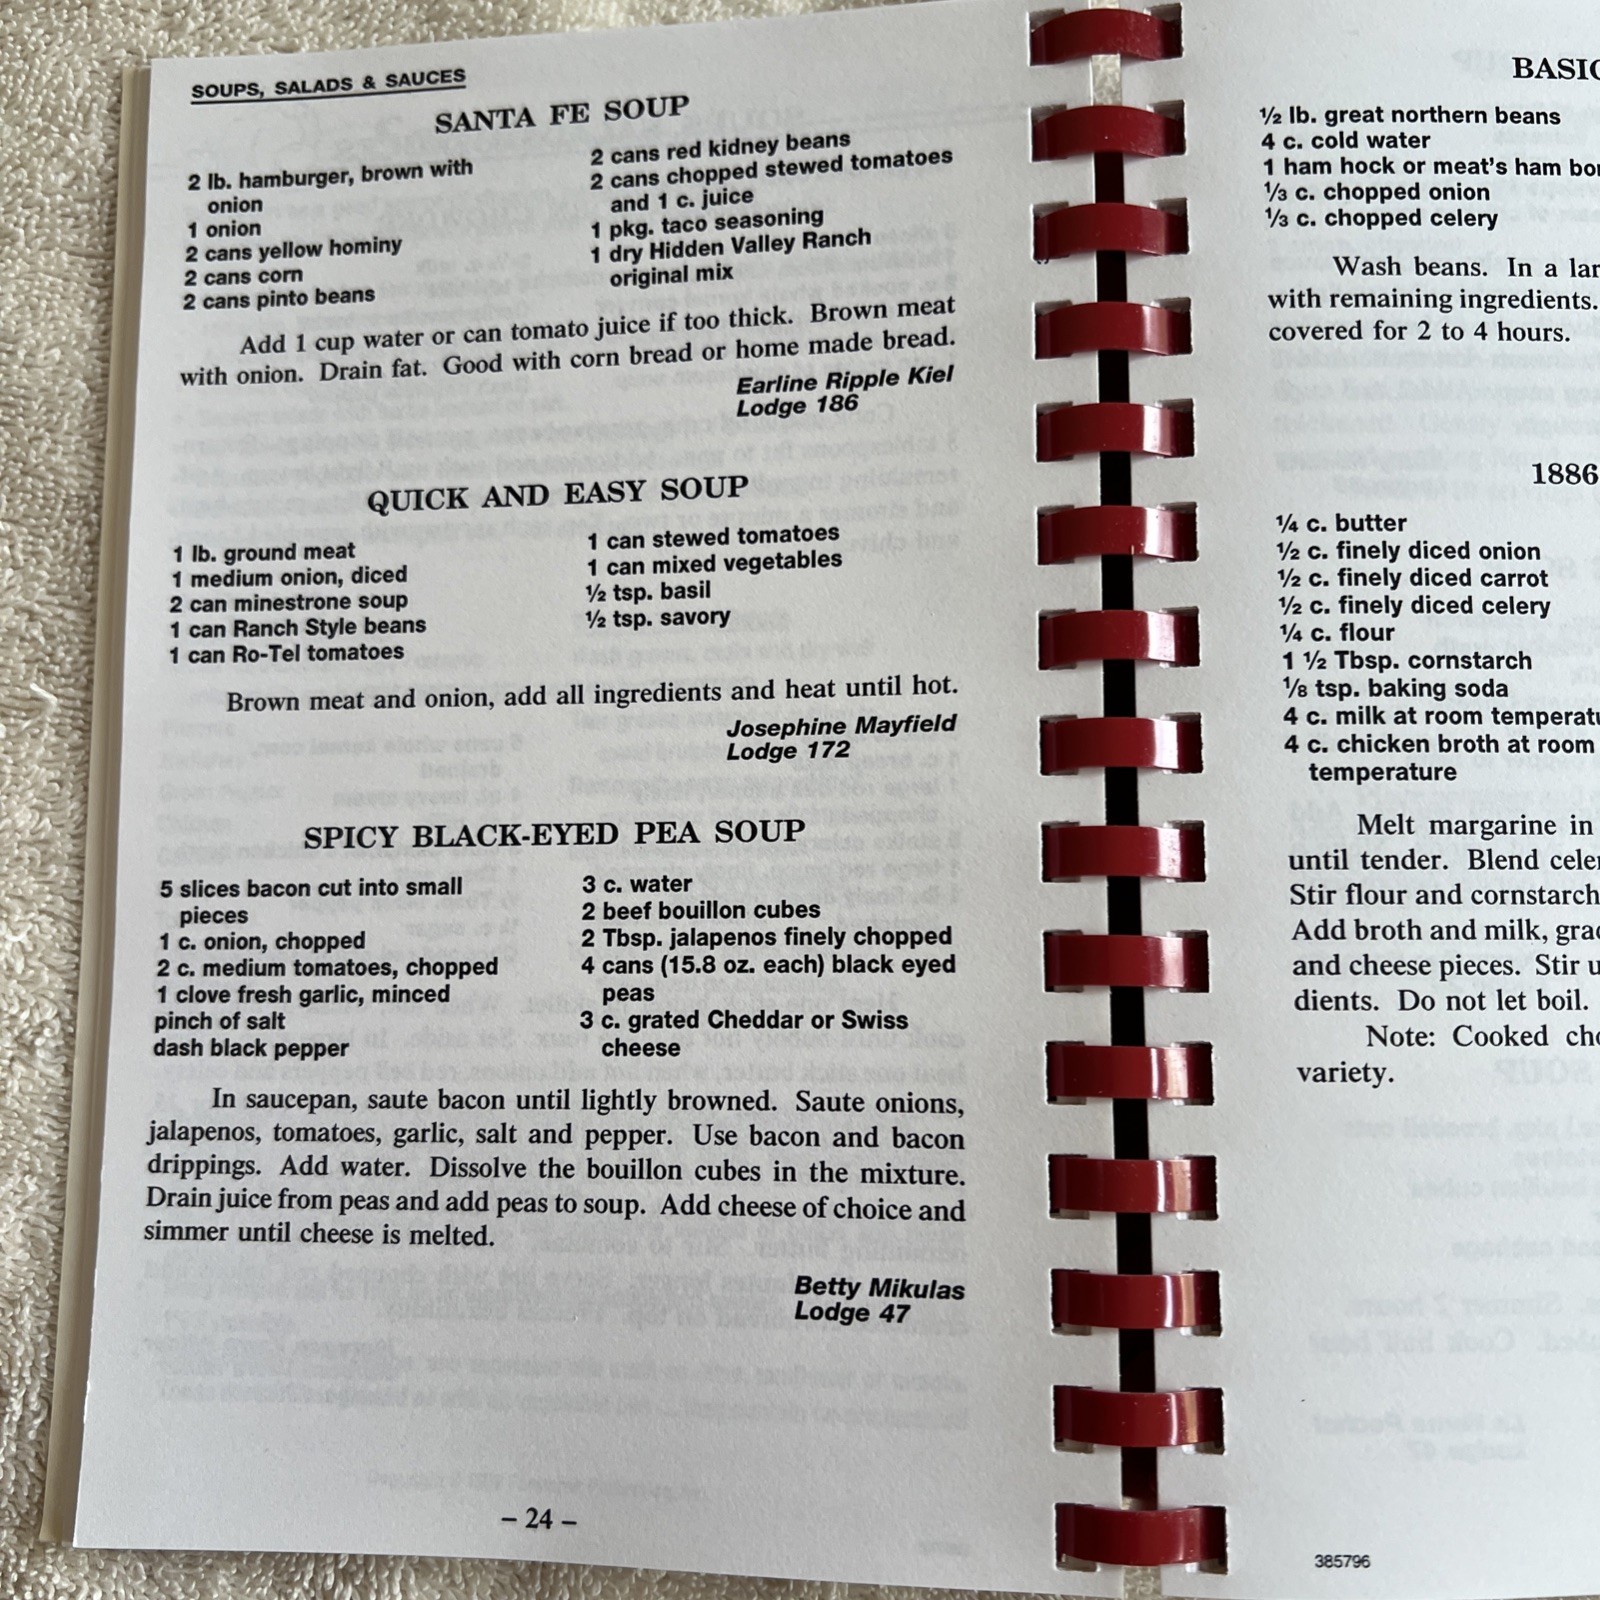 SOUPS, SALADS & SAUCES
SANTA FE SOUP
2 lb. hamburger, brown with
onion
1 onion
2 cans yellow hominy
2 cans corn
2 cans pinto beans
2 cans red kidney beans
2 cans chopped stewed tomatoes
and 1 c. juice
1 pkg. taco seasoning
1 dry Hidden Valley Ranch
original mix
Add 1 cup water or can tomato juice if too thick. Brown meat
with onion. Drain fat. Good with corn bread or home made bread.
Earline Ripple Kiel
Lodge 186
QUICK AND EASY SOUP
1 lb. ground meat
1 medium onion, diced
2 can minestrone soup
1 can Ranch Style beans
1 can Ro-Tel tomatoes
1 can stewed tomatoes
1 can mixed vegetables
½ tsp. basil
½ tsp. savory
Brown meat and onion, add all ingredients and heat until hot.
Josephine Mayfield
Lodge 172
SPICY BLACK-EYED PEA SOUP
5 slices bacon cut into small
pieces
1 c. onion, chopped
2 c. medium tomatoes, chopped
1 clove fresh garlic, minced
pinch of salt
dash black pepper
3 c. water
2 beef bouillon cubes
2 Tbsp. jalapenos finely chopped
4 cans (15.8 oz. each) black eyed
peas
3 c. grated Cheddar or Swiss
cheese
In saucepan, saute bacon until lightly browned. Saute onions,
jalapenos, tomatoes, garlic, salt and pepper. Use bacon and bacon
drippings. Add water. Dissolve the bouillon cubes in the mixture.
Drain juice from peas and add peas to soup. Add cheese of choice and
simmer until cheese is melted.
Betty Mikulas
Lodge 47
– 24 –
BASIC
½ lb. great northern beans
4 c. cold water
1 ham hock or meat's ham
⅓ c. chopped onion
⅓ c. chopped celery
Wash beans. In a
with remaining ingredients.
covered for 2 to 4 hours.
1886
¼ c. butter
½ c. finely diced onion
½ c. finely diced carrot
½ c. finely diced celery
¼ c. flour
1 ½ Tbsp. cornstarch
⅛ tsp. baking soda
4 c. milk at room
4 c. chicken broth at room
temperature
Melt margarine in
until tender. Blend
Stir flour and cornstarch
Add broth and milk,
and cheese pieces. Stir
dients. Do not let boil.
Note: Cooked
variety.
385796